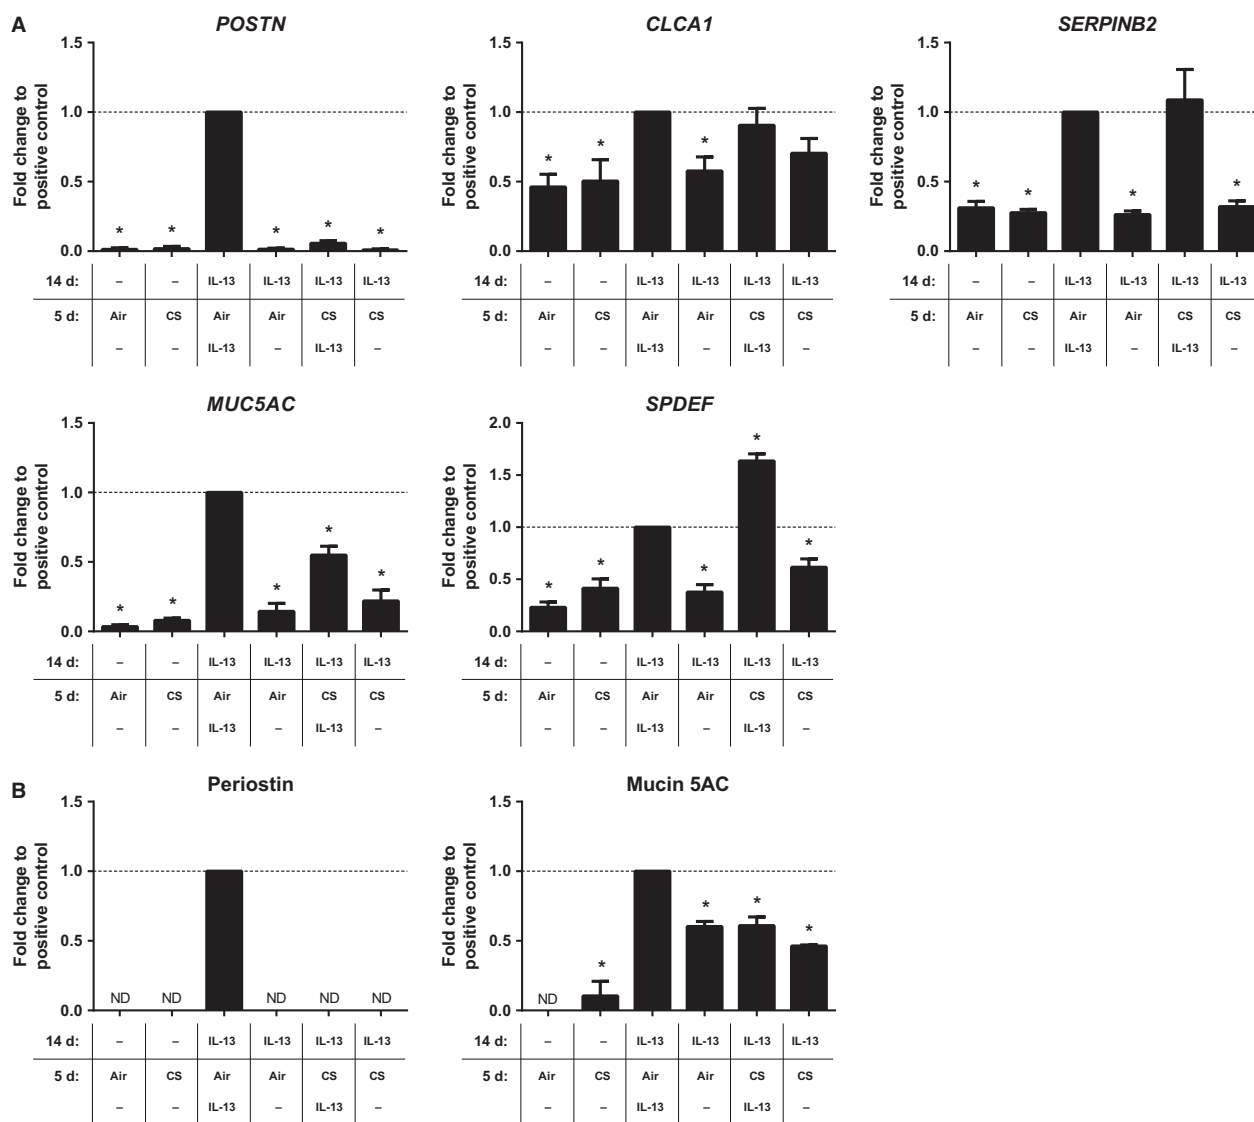 A
POSTN
CLCA1
SERPINB2
Fold change to
positive control
1.5
1.0
0.5
0.0
* * * * *
14 d: – – IL-13 IL-13 IL-13 IL-13
5 d: Air CS Air Air CS CS
– – IL-13 – IL-13 –
Fold change to
positive control
1.5
1.0
0.5
0.0
* * *
14 d: – – IL-13 IL-13 IL-13 IL-13
5 d: Air CS Air Air CS CS
– – IL-13 – IL-13 –
Fold change to
positive control
1.5
1.0
0.5
0.0
* * * *
14 d: – – IL-13 IL-13 IL-13 IL-13
5 d: Air CS Air Air CS CS
– – IL-13 – IL-13 –
MUC5AC
SPDEF
Fold change to
positive control
1.5
1.0
0.5
0.0
* * * * *
14 d: – – IL-13 IL-13 IL-13 IL-13
5 d: Air CS Air Air CS CS
– – IL-13 – IL-13 –
Fold change to
positive control
2.0
1.5
1.0
0.5
0.0
* * * * *
14 d: – – IL-13 IL-13 IL-13 IL-13
5 d: Air CS Air Air CS CS
– – IL-13 – IL-13 –
B
Periostin
Mucin 5AC
Fold change to
positive control
1.5
1.0
0.5
0.0
ND ND ND ND ND
14 d: – – IL-13 IL-13 IL-13 IL-13
5 d: Air CS Air Air CS CS
– – IL-13 – IL-13 –
Fold change to
positive control
1.5
1.0
0.5
0.0
ND * * * *
14 d: – – IL-13 IL-13 IL-13 IL-13
5 d: Air CS Air Air CS CS
– – IL-13 – IL-13 –